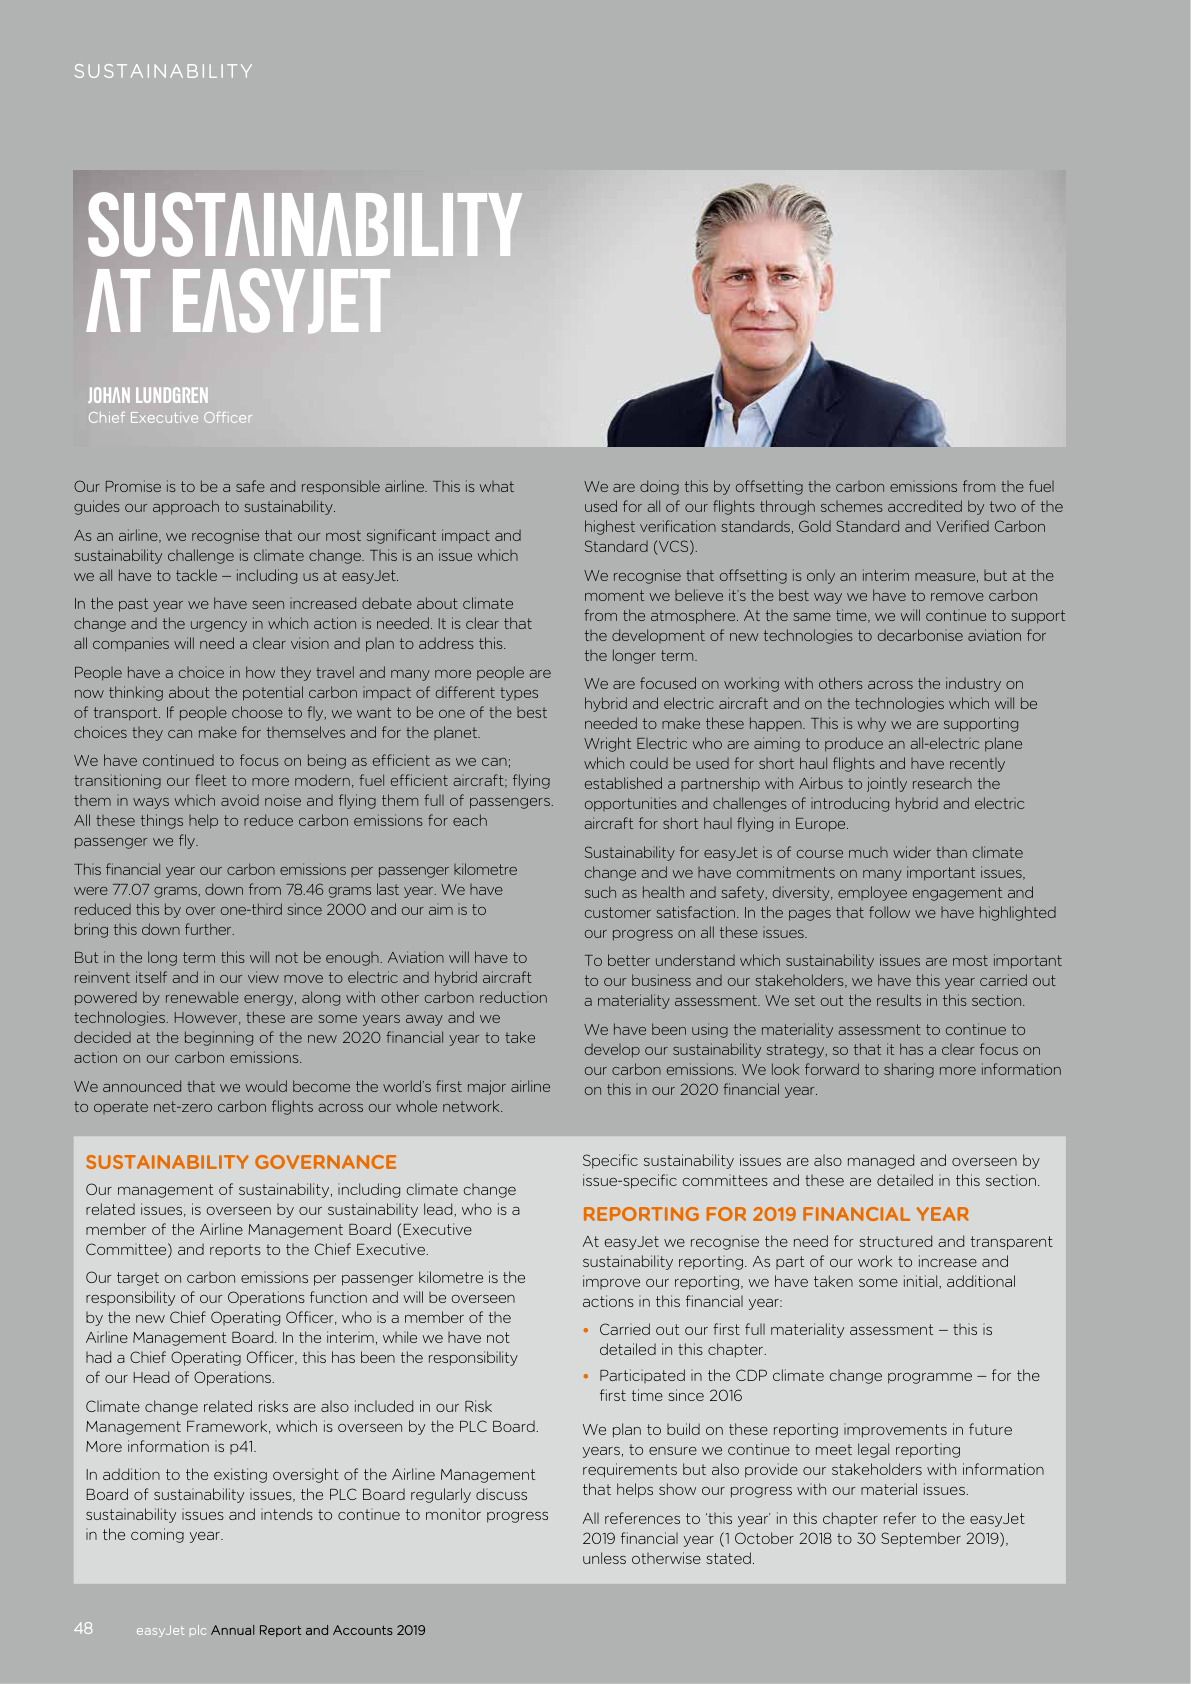 SUSTAINABILITY
SUSTAINABILITY
AT EASYJET
JOHAN LUNDGREN
Chief Executive Officer
Our Promise is to be a safe and responsible airline. This is what
guides our approach to sustainability.
As an airline, we recognise that our most significant impact and
sustainability challenge is climate change. This is an issue which
we all have to tackle – including us at easyJet.
In the past year we have seen increased debate about climate
change and the urgency in which action is needed. It is clear that
all companies will need a clear vision and plan to address this.
People have a choice in how they travel and many more people are
now thinking about the potential carbon impact of different types
of transport. If people choose to fly, we want to be one of the best
choices they can make for themselves and for the planet.
We have continued to focus on being as efficient as we can;
transitioning our fleet to more modern, fuel efficient aircraft; flying
them in ways which avoid noise and flying them full of passengers.
All these things help to reduce carbon emissions for each
passenger we fly.
This financial year our carbon emissions per passenger kilometre
were 77.07 grams, down from 78.46 grams last year. We have
reduced this by over one-third since 2000 and our aim is to
bring this down further.
But in the long term this will not be enough. Aviation will have to
reinvent itself and in our view move to electric and hybrid aircraft
powered by renewable energy, along with other carbon reduction
technologies. However, these are some years away and we
decided at the beginning of the new 2020 financial year to take
action on our carbon emissions.
We announced that we would become the world's first major airline
to operate net-zero carbon flights across our whole network.
We are doing this by offsetting the carbon emissions from the fuel
used for all of our flights through schemes accredited by two of the
highest verification standards, Gold Standard and Verified Carbon
Standard (VCS).
We recognise that offsetting is only an interim measure, but at the
moment we believe it's the best way we have to remove carbon
from the atmosphere. At the same time, we will continue to support
the development of new technologies to decarbonise aviation for
the longer term.
We are focused on working with others across the industry on
hybrid and electric aircraft and on the technologies which will be
needed to make these happen. This is why we are supporting
Wright Electric who are aiming to produce an all-electric plane
which could be used for short haul flights and have recently
established a partnership with Airbus to jointly research the
opportunities and challenges of introducing hybrid and electric
aircraft for short haul flying in Europe.
Sustainability for easyJet is of course much wider than climate
change and we have commitments on many important issues,
such as health and safety, diversity, employee engagement and
customer satisfaction. In the pages that follow we have highlighted
our progress on all these issues.
To better understand which sustainability issues are most important
to our business and our stakeholders, we have this year carried out
a materiality assessment. We set out the results in this section.
We have been using the materiality assessment to continue to
develop our sustainability strategy, so that it has a clear focus on
our carbon emissions. We look forward to sharing more information
on this in our 2020 financial year.
SUSTAINABILITY GOVERNANCE
Our management of sustainability, including climate change
related issues, is overseen by our sustainability lead, who is a
member of the Airline Management Board (Executive
Committee) and reports to the Chief Executive.
Our target on carbon emissions per passenger kilometre is the
responsibility of our Operations function and will be overseen
by the new Chief Operating Officer, who is a member of the
Airline Management Board. In the interim, while we have not
had a Chief Operating Officer, this has been the responsibility
of our Head of Operations.
Climate change related risks are also included in our Risk
Management Framework, which is overseen by the PLC Board.
More information is p41.
In addition to the existing oversight of the Airline Management
Board of sustainability issues, the PLC Board regularly discuss
sustainability issues and intends to continue to monitor progress
in the coming year.
Specific sustainability issues are also managed and overseen by
issue-specific committees and these are detailed in this section.
REPORTING FOR 2019 FINANCIAL YEAR
At easyJet we recognise the need for structured and transparent
sustainability reporting. As part of our work to increase and
improve our reporting, we have taken some initial, additional
actions in this financial year:
• Carried out our first full materiality assessment – this is
detailed in this chapter.
• Participated in the CDP climate change programme – for the
first time since 2016
We plan to build on these reporting improvements in future
years, to ensure we continue to meet legal reporting
requirements but also provide our stakeholders with information
that helps show our progress with our material issues.
All references to 'this year' in this chapter refer to the easyJet
2019 financial year (1 October 2018 to 30 September 2019),
unless otherwise stated.
48 easyJet plc Annual Report and Accounts 2019